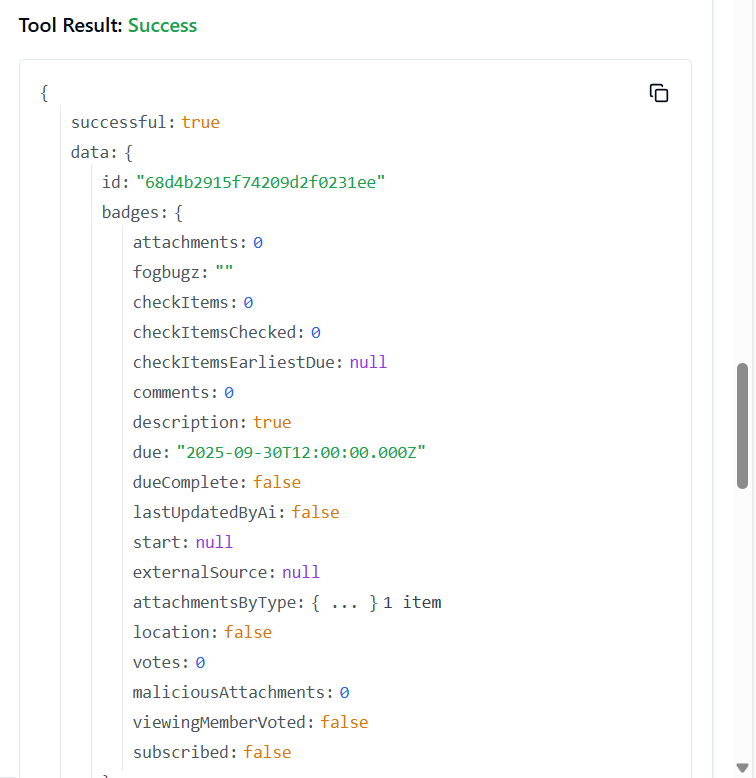 Tool Result: Success
{
successful: true
data: {
id: "68d4b2915f74209d2f0231ee"
badges: {
attachments: 0
fogbugz: ""
checkItems: 0
checkItemsChecked: 0
checkItemsEarliestDue: null
comments: 0
description: true
due: "2025-09-30T12:00:00.000Z"
dueComplete: false
lastUpdatedByAi: false
start: null
externalSource: null
attachmentsByType: { ... } 1 item
location: false
votes: 0
maliciousAttachments: 0
viewingMemberVoted: false
subscribed: false